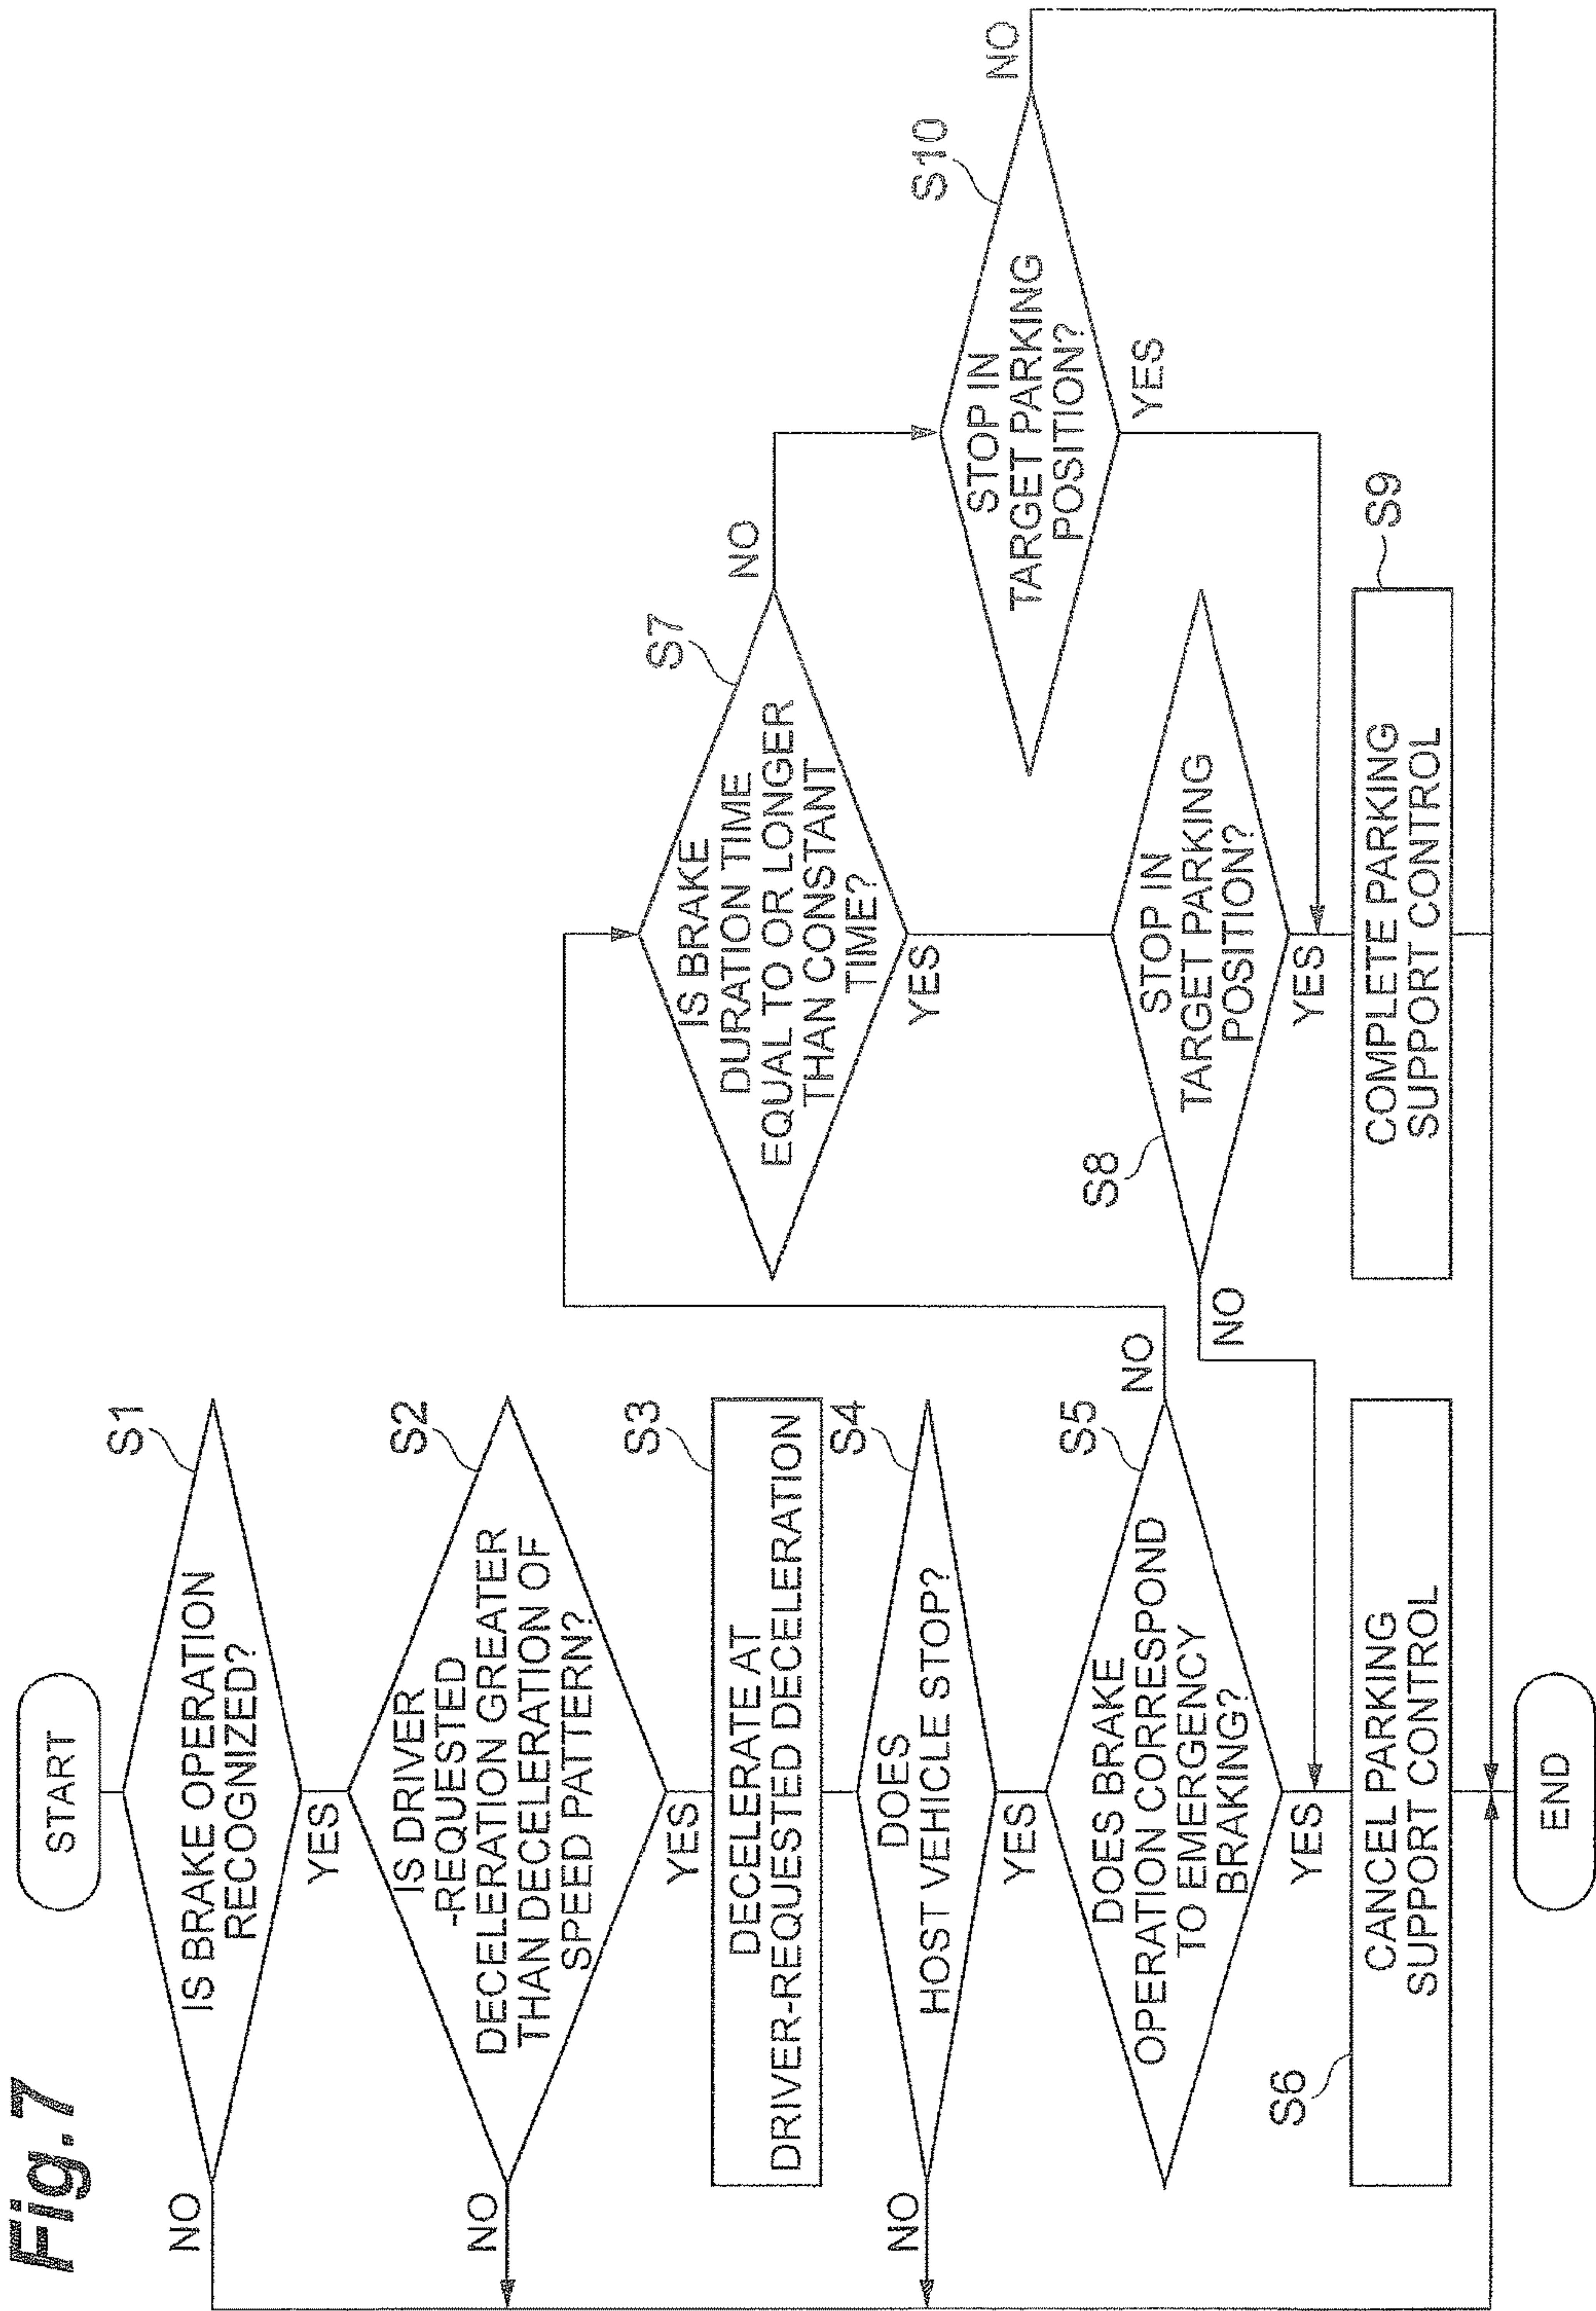 Fig.7
START
S1
IS BRAKE OPERATION
RECOGNIZED?
NO
YES
S2
IS DRIVER
-REQUESTED
DECELERATION GREATER
THAN DECELERATION OF
SPEED PATTERN?
NO
YES
S3
DECELERATE AT
DRIVER-REQUESTED DECELERATION
S4
DOES
HOST VEHICLE STOP?
NO
YES
S5
DOES BRAKE
OPERATION CORRESPOND
TO EMERGENCY
BRAKING?
NO
YES
S6
CANCEL PARKING
SUPPORT CONTROL
END
S7
IS BRAKE
DURATION TIME
EQUAL TO OR LONGER
THAN CONSTANT
TIME?
NO
YES
S8
STOP IN
TARGET PARKING
POSITION?
NO
YES
S9
COMPLETE PARKING
SUPPORT CONTROL
S10
STOP IN
TARGET PARKING
POSITION?
NO
YES